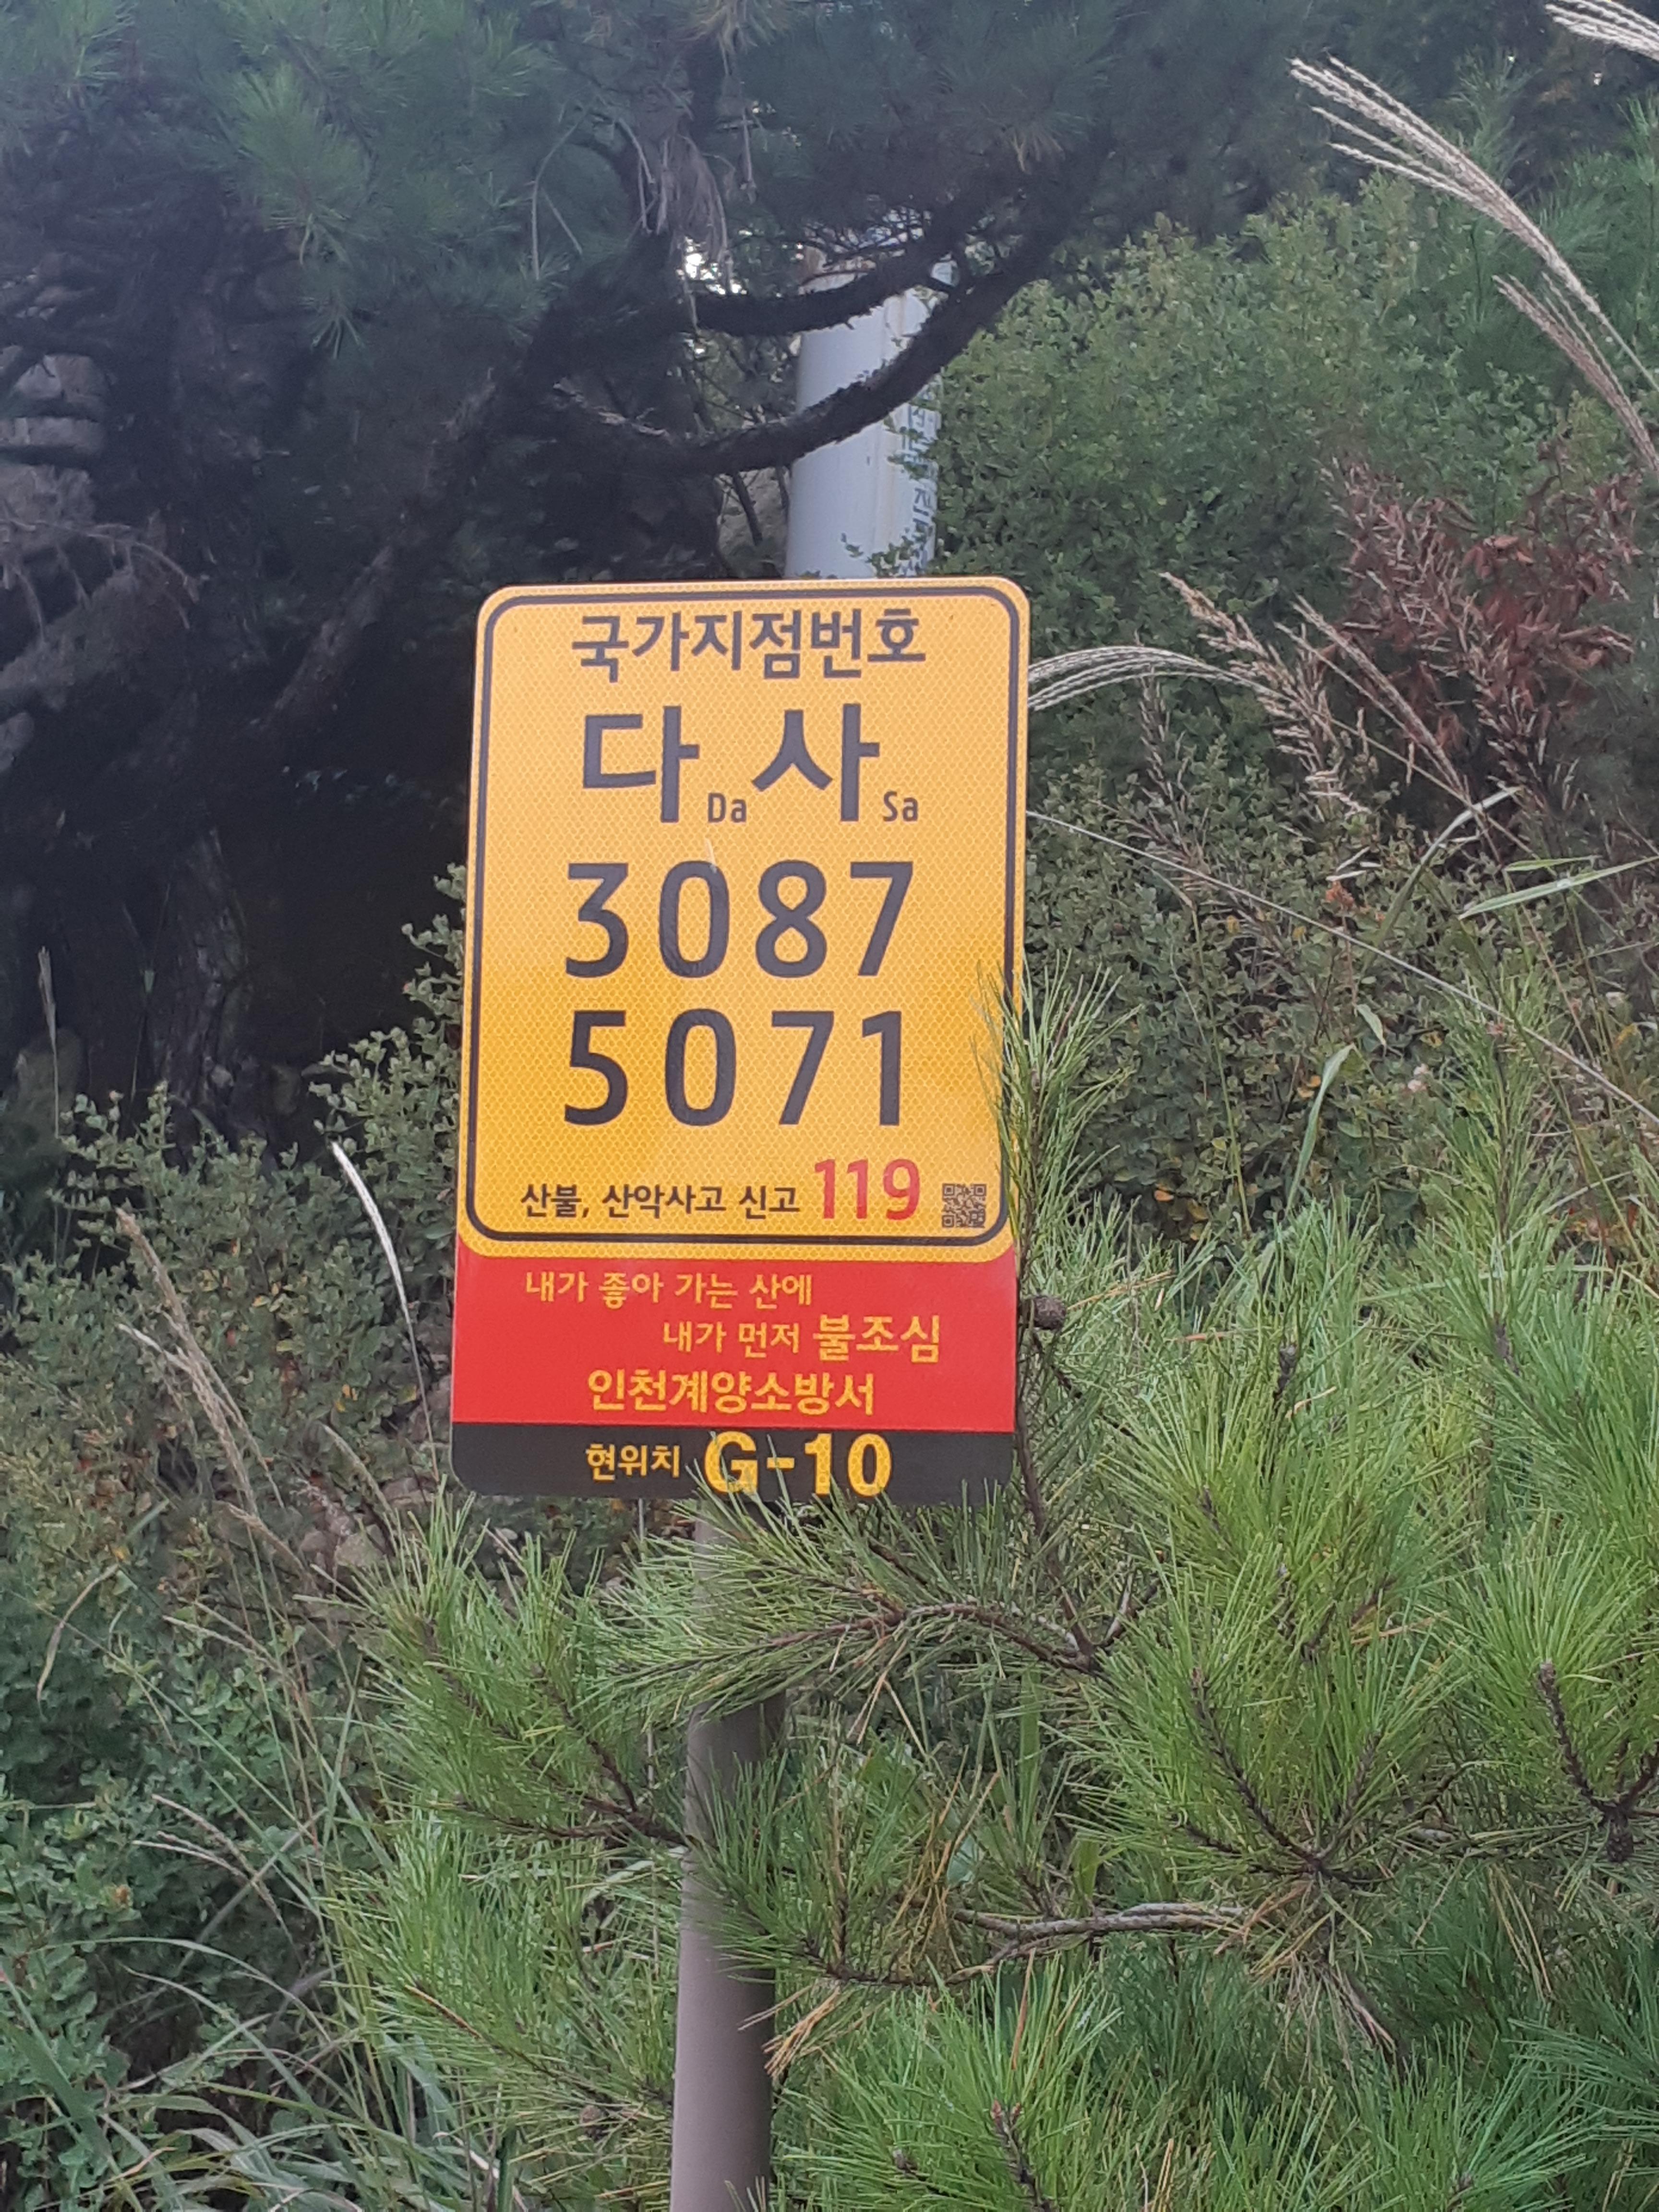 국가지점번호
다 Da 사 Sa
3087
5071
산불, 산악사고 신고 119
내가 좋아 가는 산에
내가 먼저 불조심
인천계양소방서
현위치 G-10